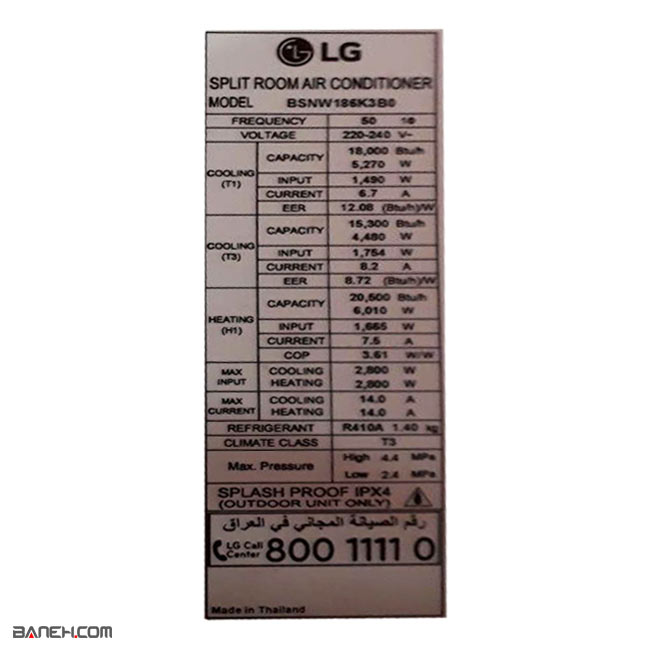 LG
SPLIT ROOM AIR CONDITIONER
MODEL BSNW186K3B0
FREQUENCY 50 1Φ
VOLTAGE 220-240 V~
COOLING (T1) CAPACITY 18,000 Btu/h
5,270 W
INPUT 1,490 W
CURRENT 6.7 A
EER 12.08 (Btu/h)/W
COOLING (T3) CAPACITY 15,300 Btu/h
4,480 W
INPUT 1,754 W
CURRENT 8.2 A
EER 8.72 (Btu/h)/W
HEATING (H1) CAPACITY 20,500 Btu/h
6,010 W
INPUT 1,665 W
CURRENT 7.5 A
COP 3.61 W/W
MAX INPUT COOLING 2,800 W
HEATING 2,800 W
MAX CURRENT COOLING 14.0 A
HEATING 14.0 A
REFRIGERANT R410A 1.40 kg
CLIMATE CLASS T3
Max. Pressure High 4.4 MPa
Low 2.4 MPa
SPLASH PROOF IPX4
(OUTDOOR UNIT ONLY)
رقم الصيانة المجاني في العراق
LG Call Center 800 1111 0
Made in Thailand
BANEH.COM